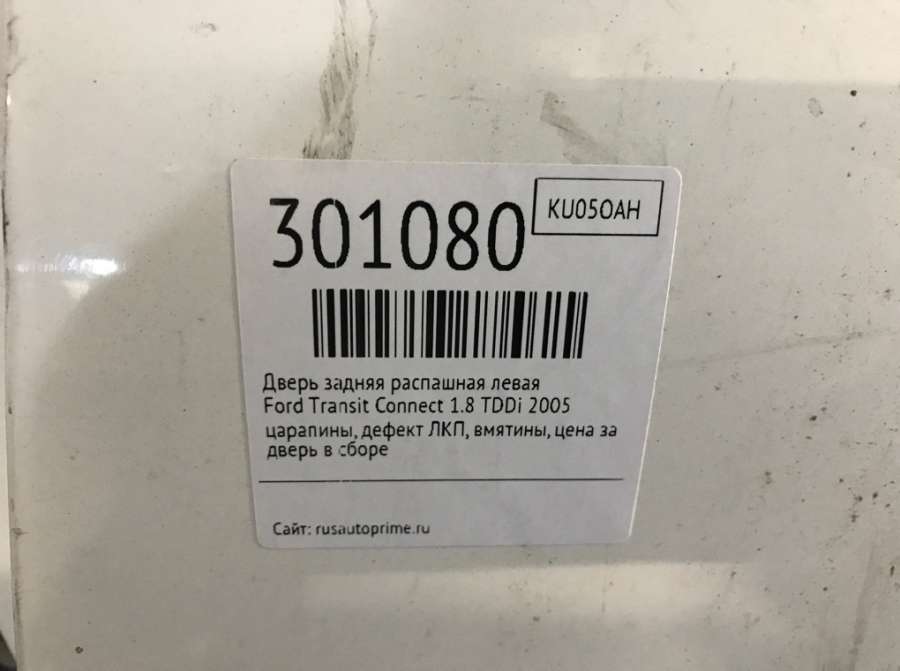 301080
KU050AH
Дверь задняя распашная левая
Ford Transit Connect 1.8 TDDi 2005
царапины, дефект ЛКП, вмятины, цена за
дверь в сборе
Сайт: rusautoprime.ru